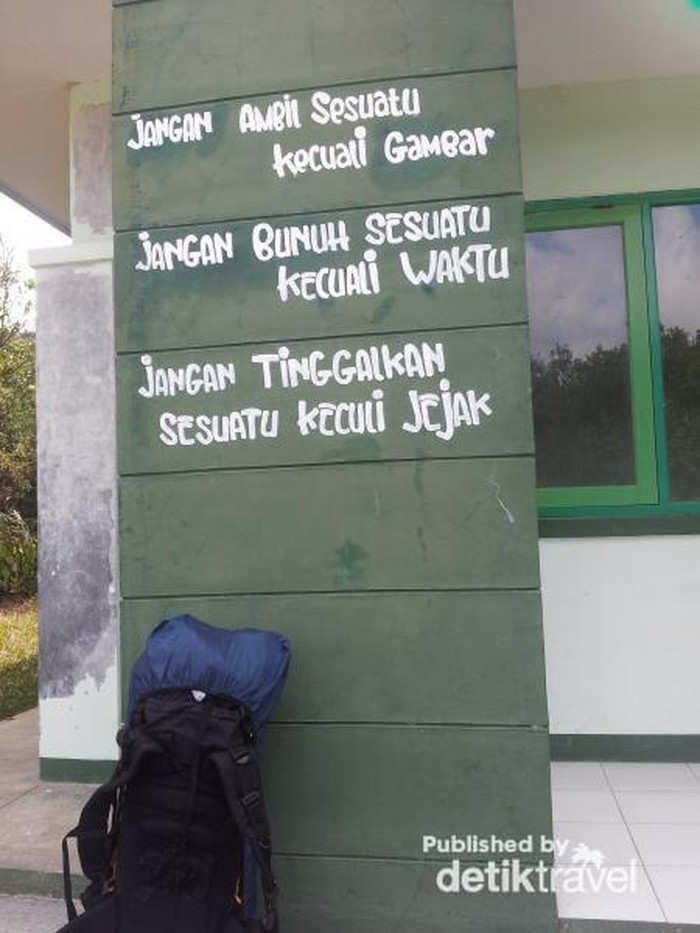 JANGAN AMBIL SESUATU
KECUALI GAMBAR
JANGAN BUNUH SESUATU
KECUALI WAKTU
JANGAN TINGGALKAN
SESUATU KECULI JEJAK
Published by
detiktravel